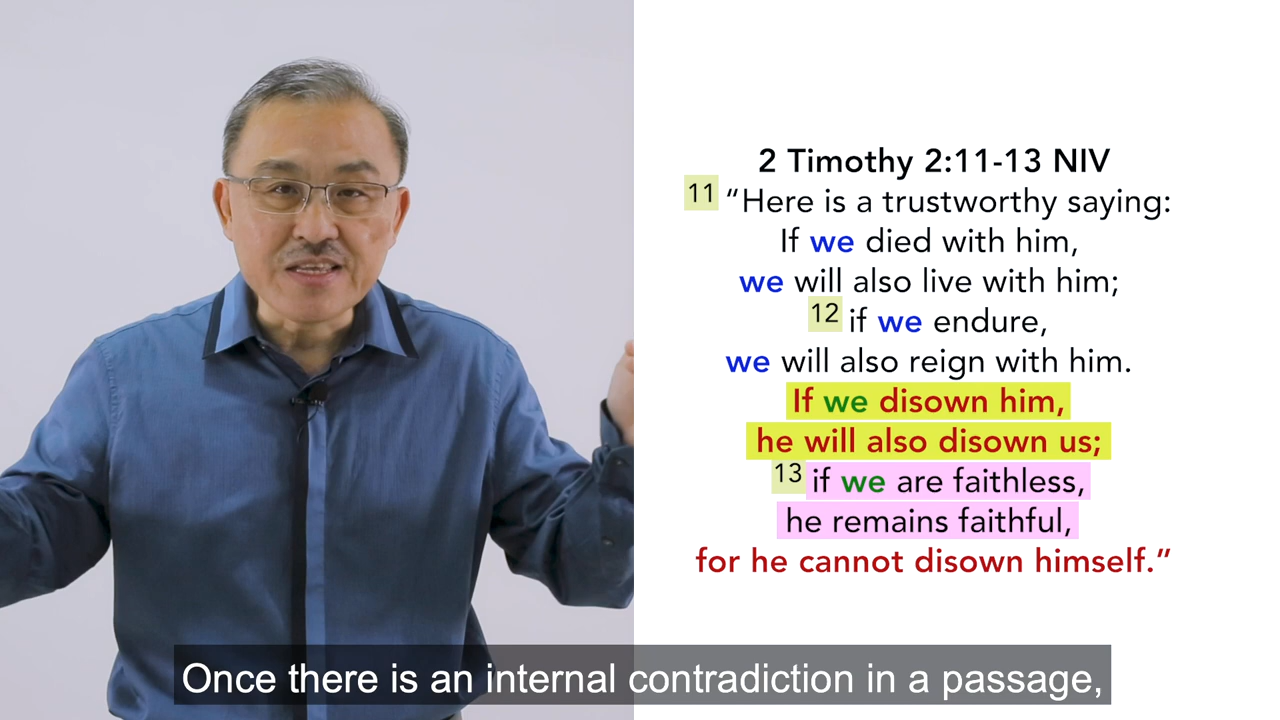 2 Timothy 2:11-13 NIV
11 “Here is a trustworthy saying:
If we died with him,
we will also live with him;
12 if we endure,
we will also reign with him.
If we disown him,
he will also disown us;
13 if we are faithless,
he remains faithful,
for he cannot disown himself.”
Once there is an internal contradiction in a passage,